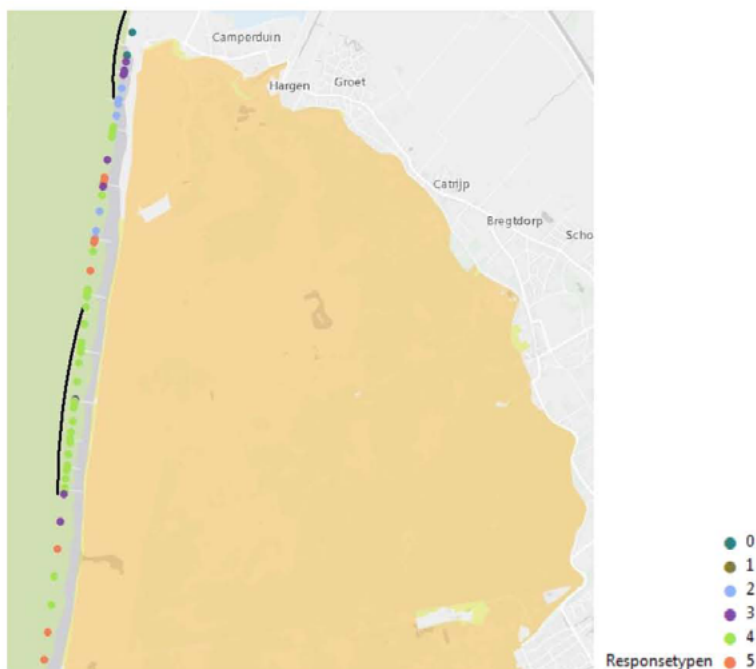 Camperduin
Groet
Hargen
Catrijp
Bregtdorp
Scho
0
1
2
3
4
Responsetypen 5